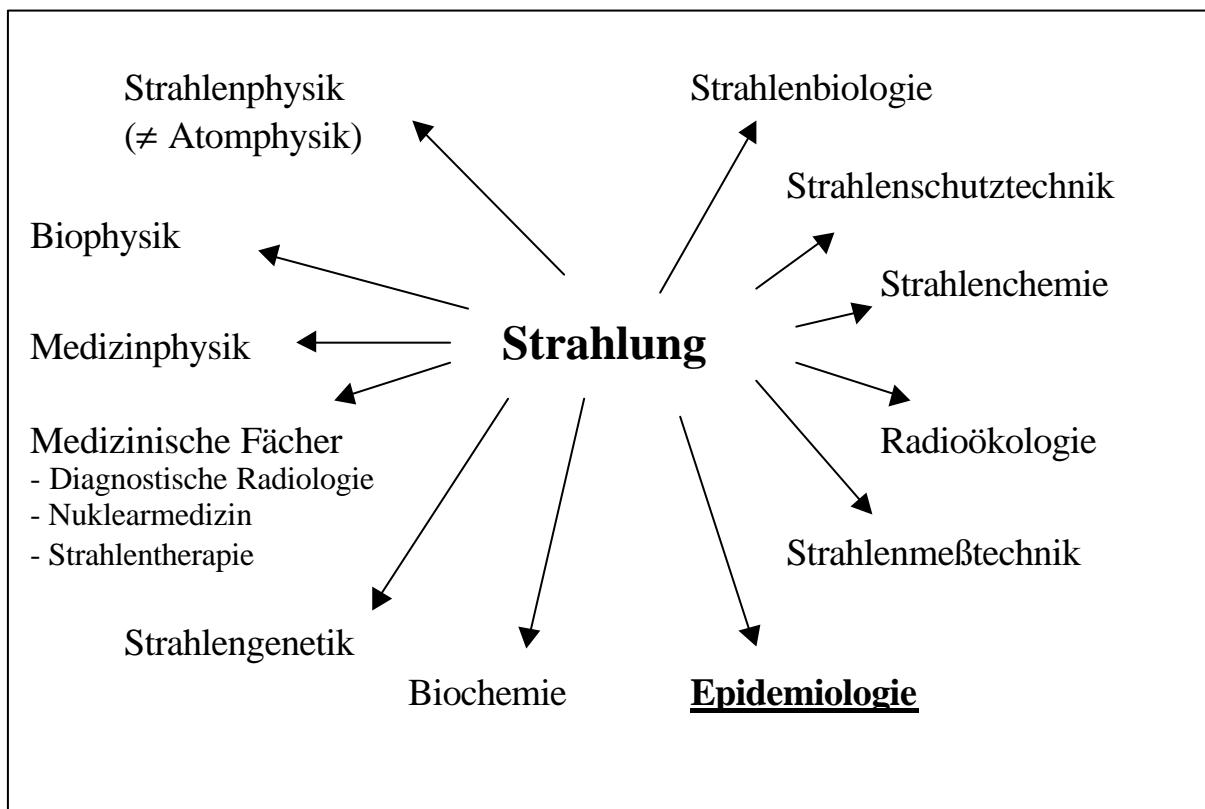 Strahlenphysik
(≠ Atomphysik)
Strahlenbiologie
Strahlenschutztechnik
Biophysik
Strahlenchemie
Medizinphysik
Strahlung
Medizinische Fächer
- Diagnostische Radiologie
- Nuklearmedizin
- Strahlentherapie
Radioökologie
Strahlenmeßtechnik
Strahlengenetik
Biochemie
Epidemiologie